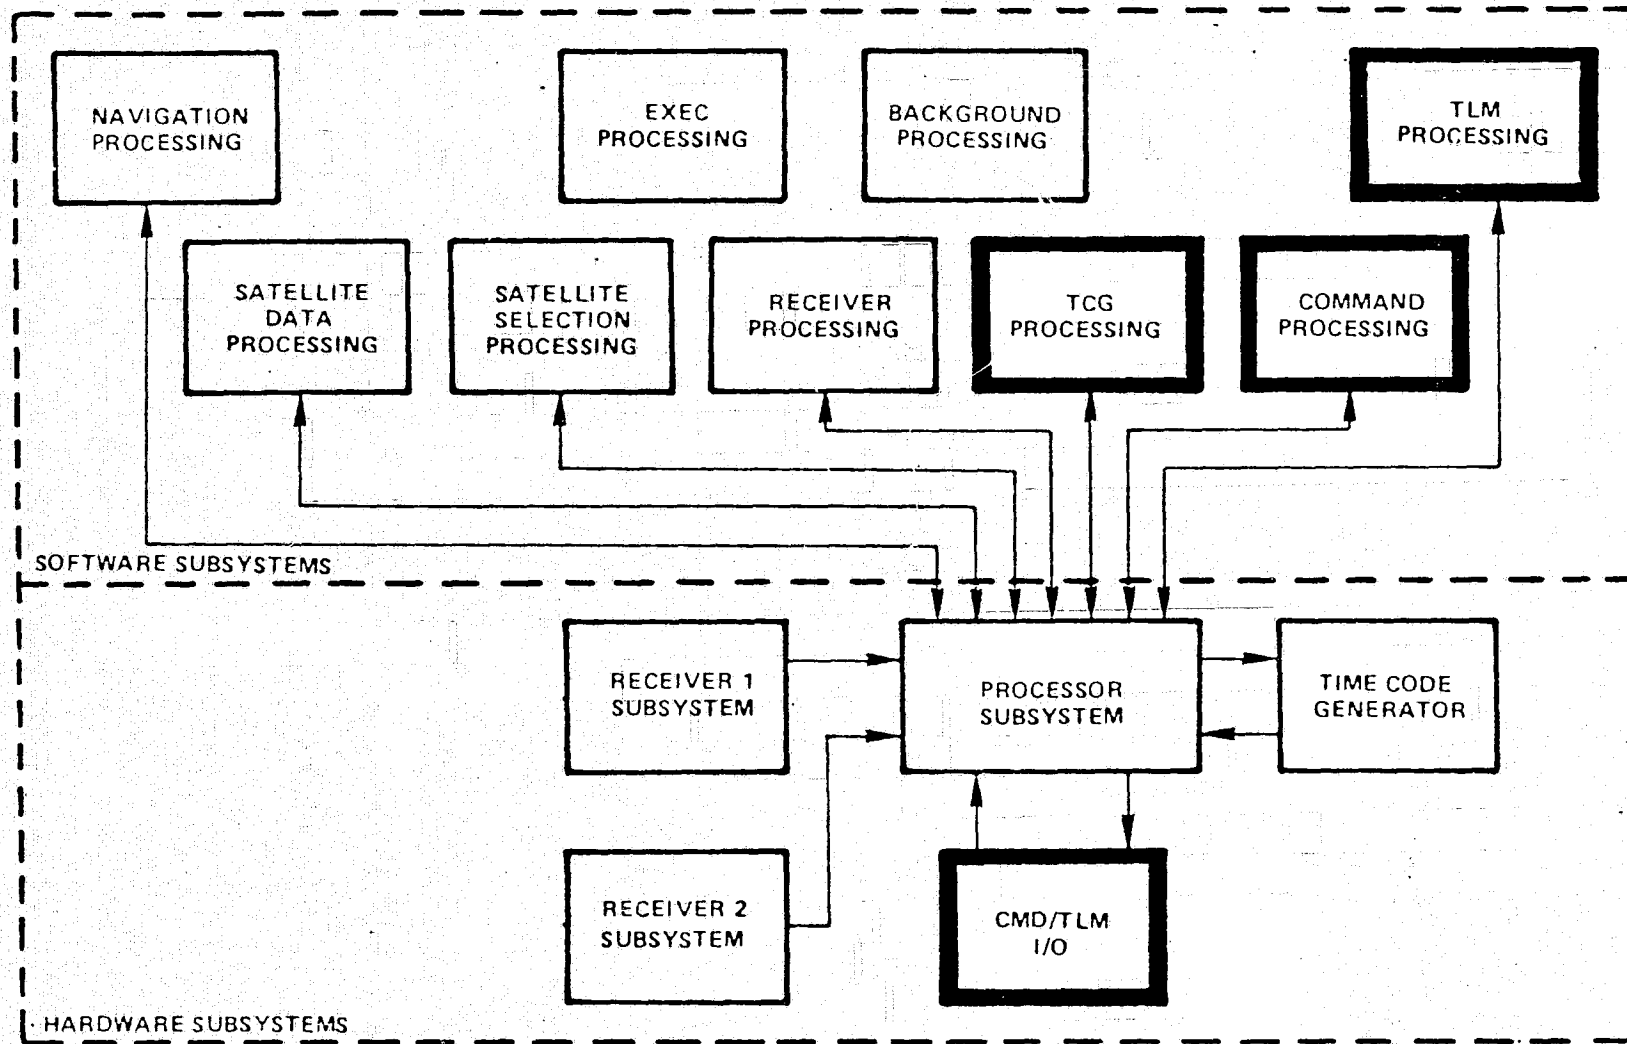 NAVIGATION
PROCESSING
EXEC
PROCESSING
BACKGROUND
PROCESSING
TLM
PROCESSING
SATELLITE
DATA
PROCESSING
SATELLITE
SELECTION
PROCESSING
RECEIVER
PROCESSING
TCG
PROCESSING
COMMAND
PROCESSING
SOFTWARE SUBSYSTEMS
RECEIVER 1
SUBSYSTEM
PROCESSOR
SUBSYSTEM
TIME CODE
GENERATOR
RECEIVER 2
SUBSYSTEM
CMD/TLM
I/O
HARDWARE SUBSYSTEMS